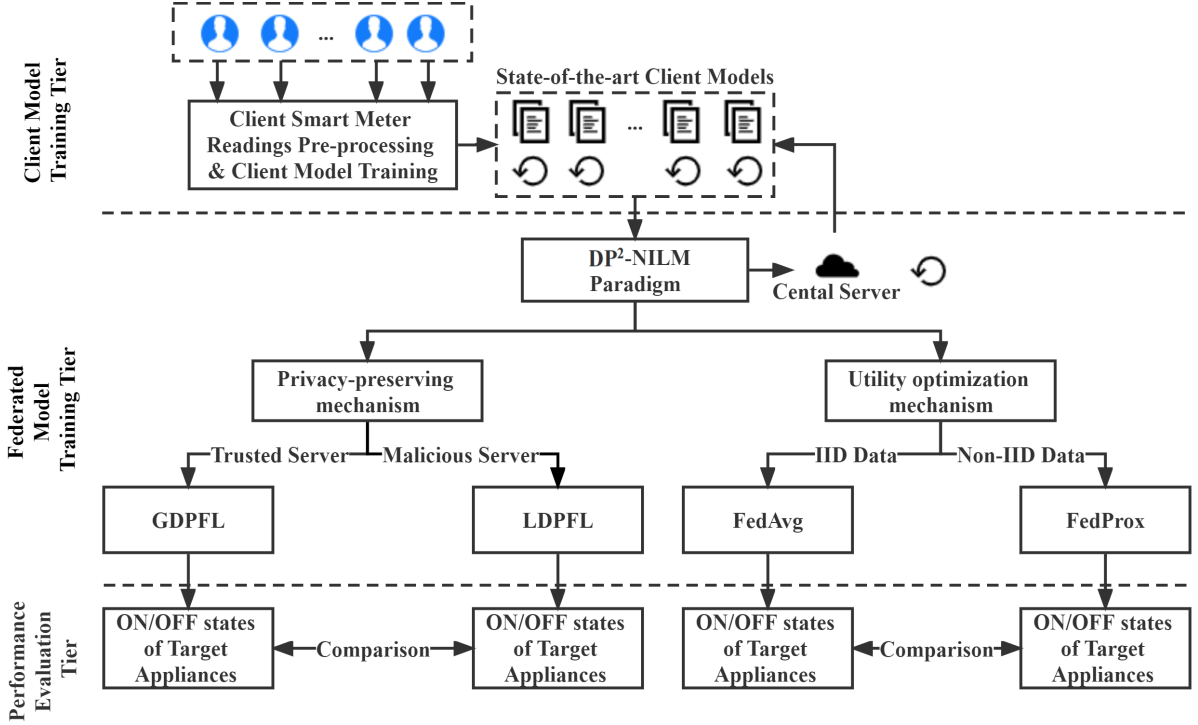 Client Model
Training Tier
...
State-of-the-art Client Models
Client Smart Meter
Readings Pre-processing
& Client Model Training
...
DP²-NILM
Paradigm
Cental Server
Federated
Model
Training Tier
Privacy-preserving
mechanism
Utility optimization
mechanism
Trusted Server
Malicious Server
IID Data
Non-IID Data
GDPFL
LDPFL
FedAvg
FedProx
Performance
Evaluation
Tier
ON/OFF states
of Target
Appliances
Comparison
ON/OFF states
of Target
Appliances
ON/OFF states
of Target
Appliances
Comparison
ON/OFF states
of Target
Appliances